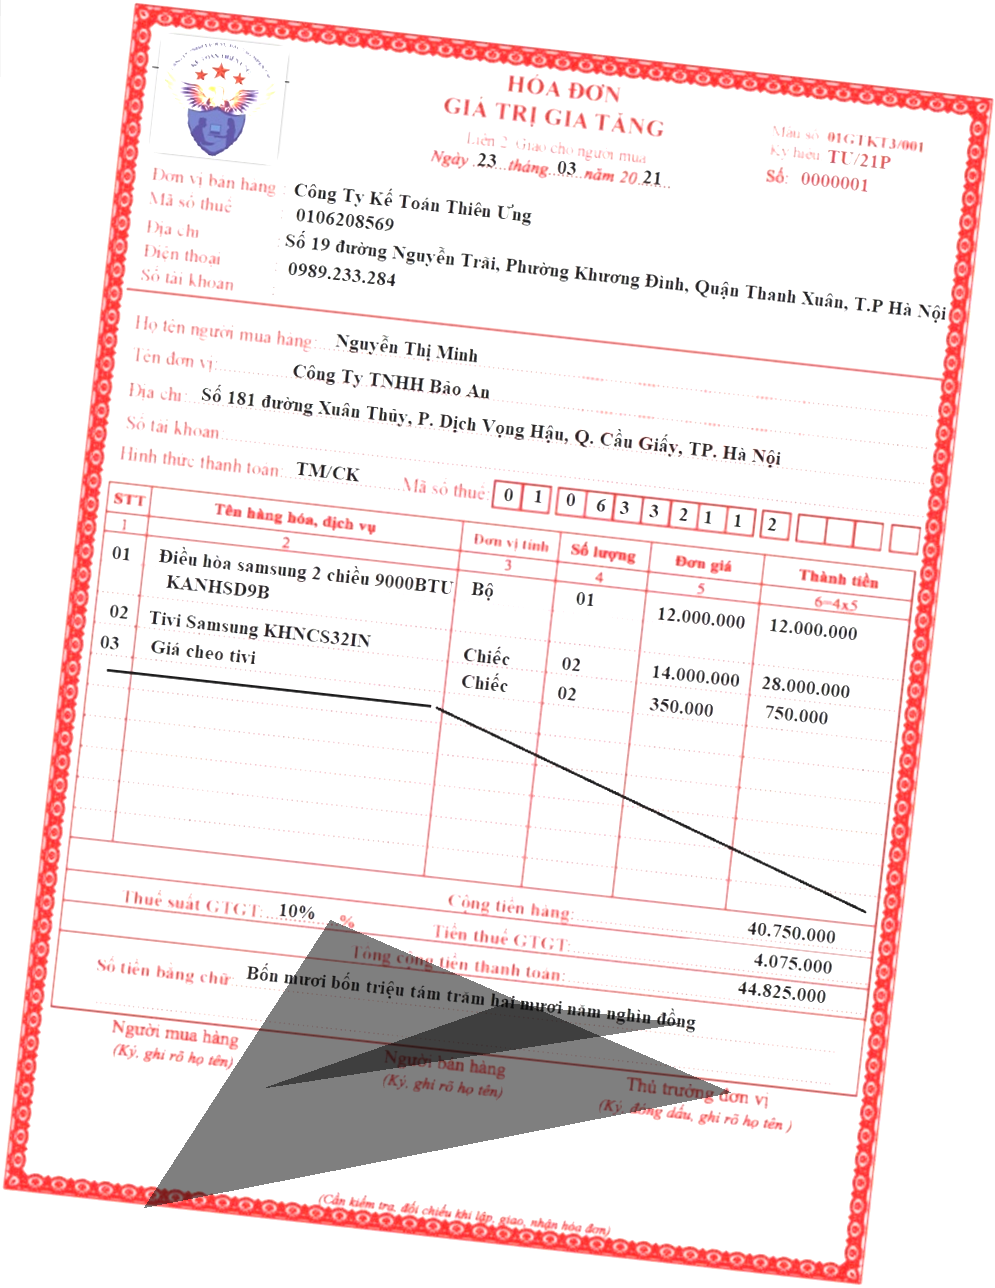 HÓA ĐƠN
GIÁ TRỊ GIA TĂNG
Liên 2: Giao cho người mua
Ngày 23 tháng 03 năm 20 21
Mẫu số: 01GTKT3/001
Ký hiệu: TU/21P
Số: 0000001
Đơn vị bán hàng : Công Ty Kế Toán Thiên Ưng
Mã số thuế : 0106208569
Địa chỉ : Số 19 đường Nguyễn Trãi, Phường Khương Đình, Quận Thanh Xuân, T.P Hà Nội
Điện thoại : 0989.233.284
Số tài khoản :
Họ tên người mua hàng: Nguyễn Thị Minh
Tên đơn vị: Công Ty TNHH Bảo An
Địa chỉ: Số 181 đường Xuân Thủy, P. Dịch Vọng Hậu, Q. Cầu Giấy, TP. Hà Nội
Số tài khoản:
Hình thức thanh toán: TM/CK Mã số thuế: 0 1 0 6 3 3 2 1 1 2
STT Tên hàng hóa, dịch vụ Đơn vị tính Số lượng Đơn giá Thành tiền
1 2 3 4 5 6=4x5
01 Điều hòa samsung 2 chiều 9000BTU Bộ 01 12.000.000 12.000.000
KANHSD9B
02 Tivi Samsung KHNCS32IN Chiếc 02 14.000.000 28.000.000
03 Giá cheo tivi Chiếc 02 350.000 750.000
Cộng tiền hàng: 40.750.000
Thuế suất GTGT: 10% % Tiền thuế GTGT: 4.075.000
Tổng cộng tiền thanh toán: 44.825.000
Số tiền bằng chữ: Bốn mươi bốn triệu tám trăm hai mươi năm nghìn đồng
Người mua hàng Người bán hàng Thủ trưởng đơn vị
(Ký, ghi rõ họ tên) (Ký, ghi rõ họ tên) (Ký, đóng dấu, ghi rõ họ tên )
(Cần kiểm tra, đối chiếu khi lập, giao, nhận hóa đơn)